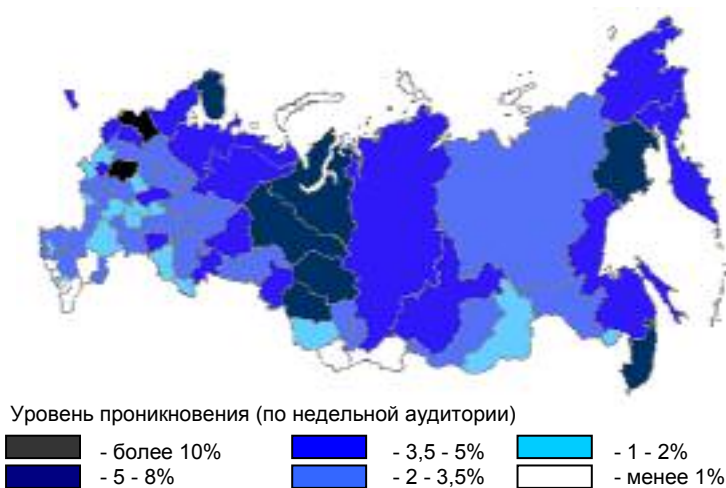 Уровень проникновения (по недельной аудитории)
- более 10% - 3,5 - 5% - 1 - 2%
- 5 - 8% - 2 - 3,5% - менее 1%